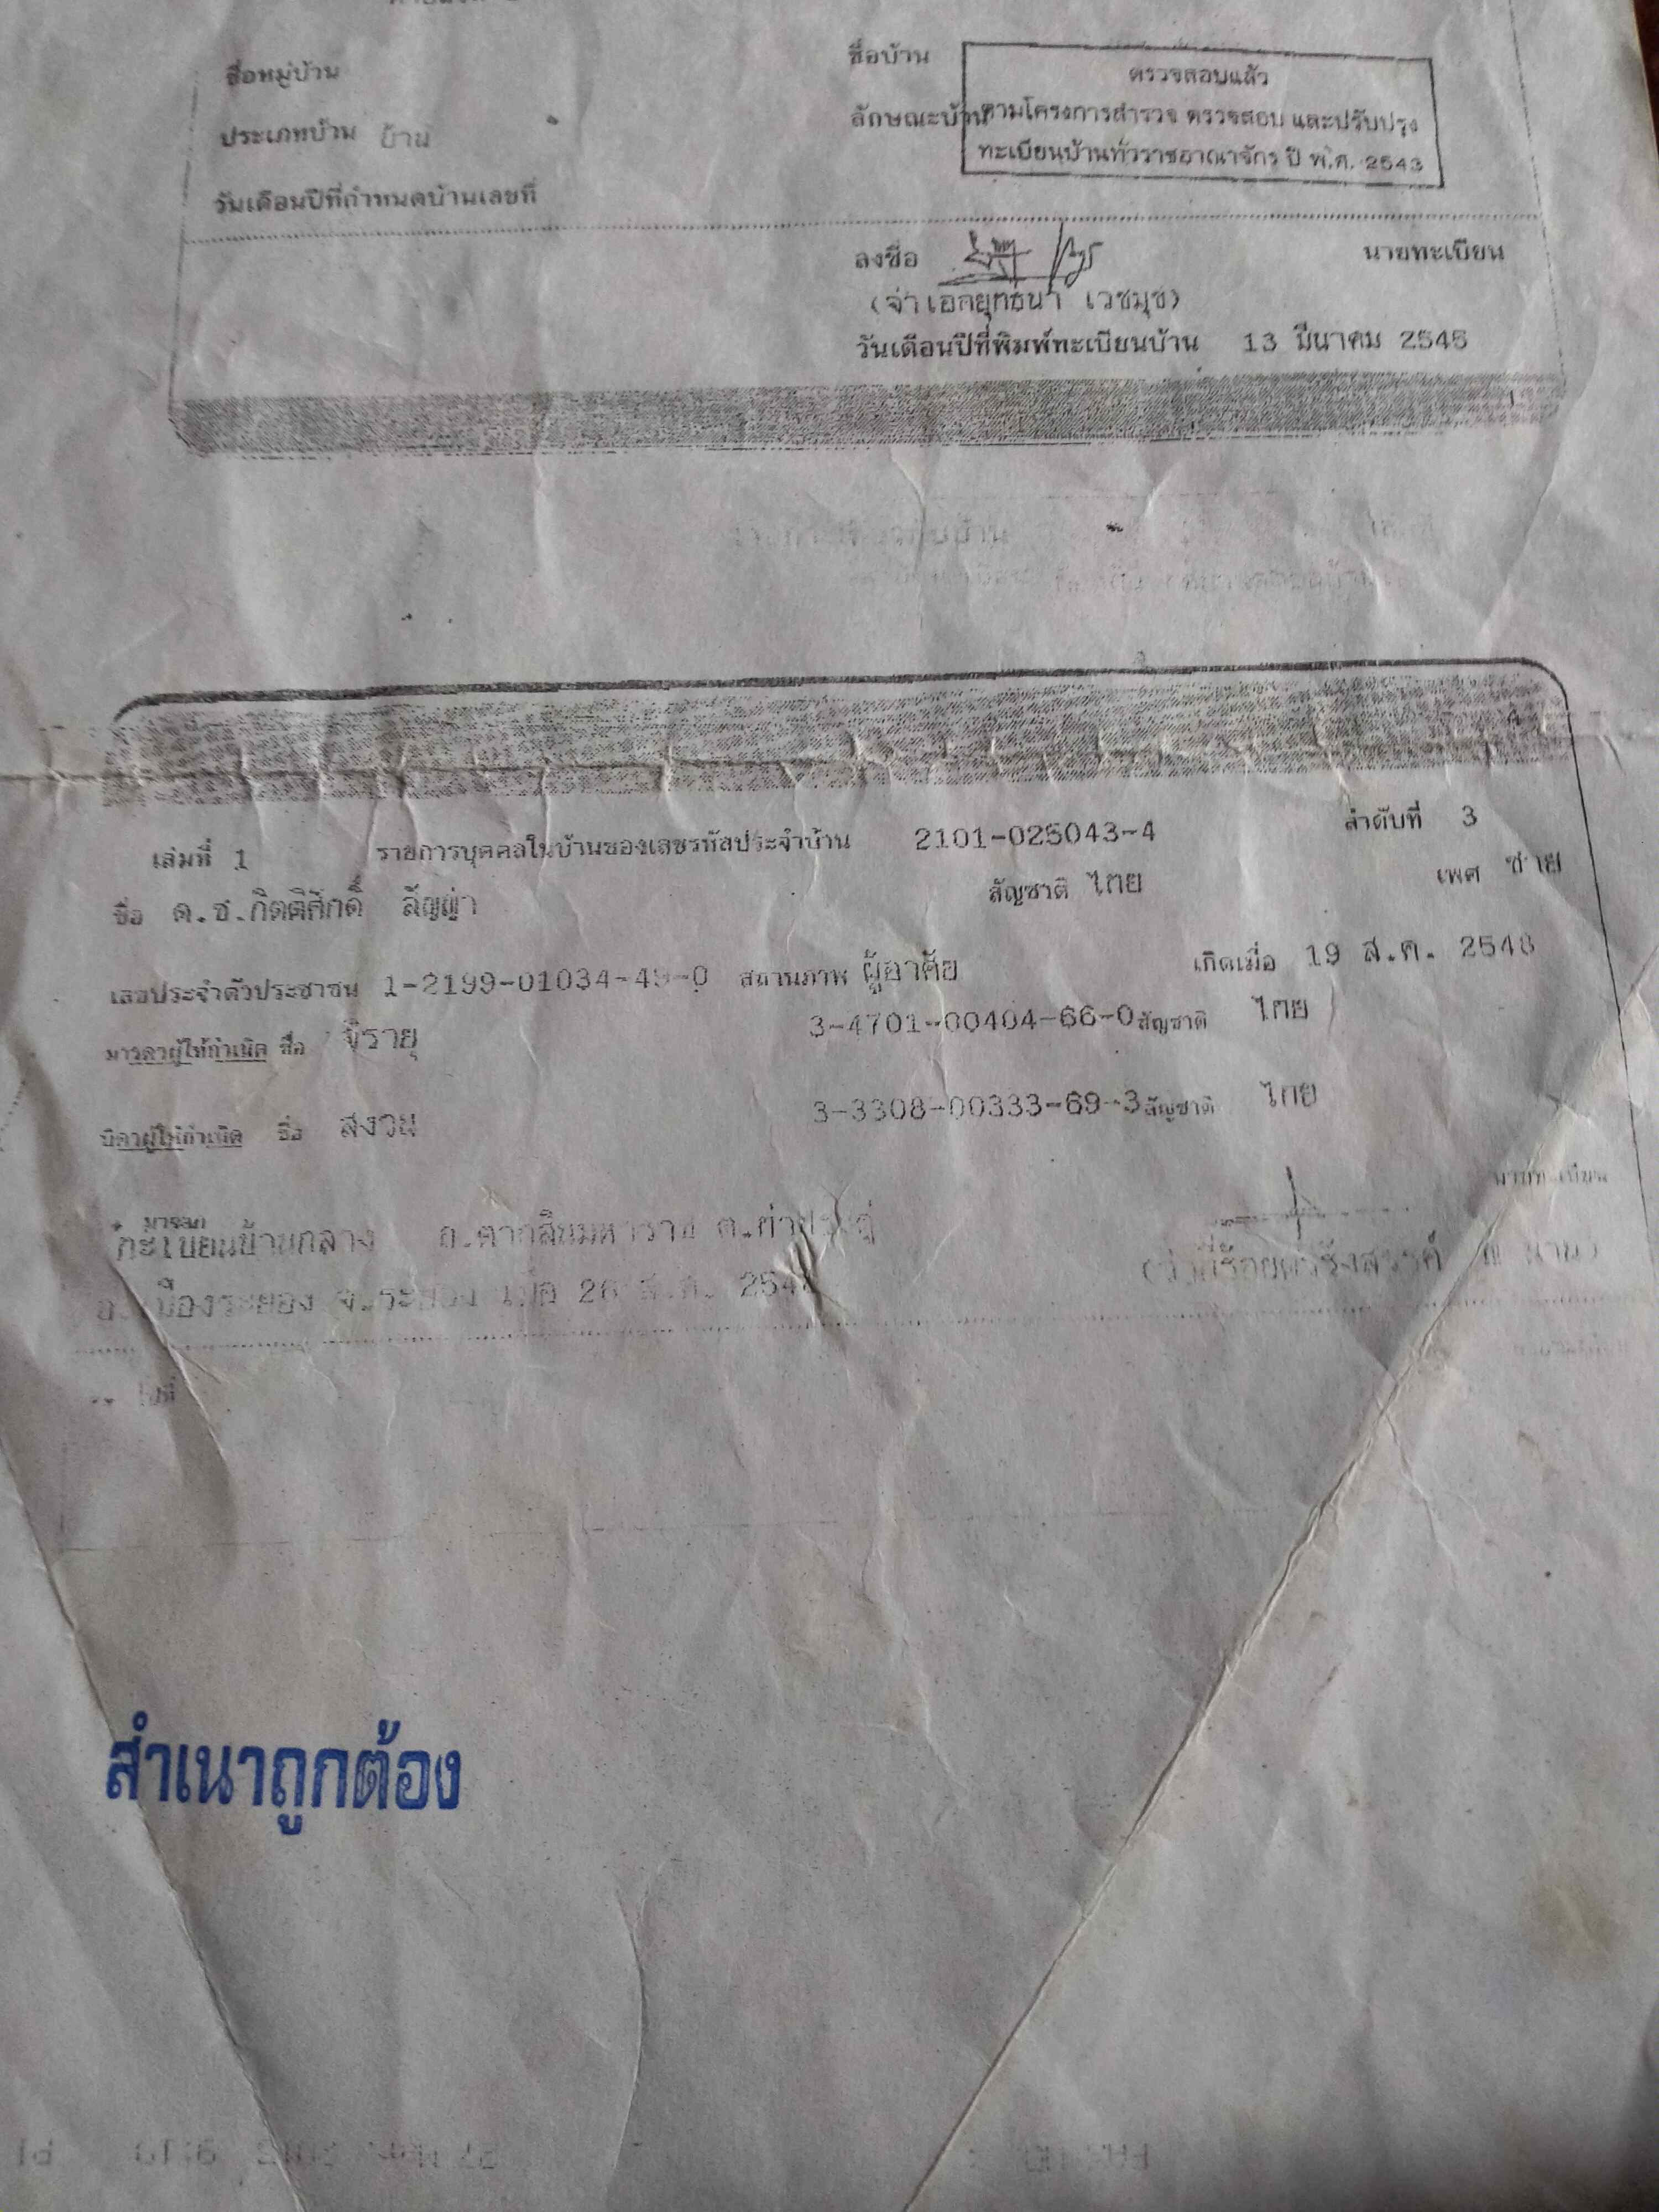 ชื่อหมู่บ้าน ชื่อบ้าน
ประเภทบ้าน บ้าน ลักษณะบ้าน
วันเดือนปีที่กำหนดบ้านเลขที่
ตรวจสอบแล้ว
ตามโครงการสำรวจ ตรวจสอบ และปรับปรุง
ทะเบียนบ้านทั่วราชอาณาจักร ปี พ.ศ. 2543
ลงชื่อ นายทะเบียน
(จ่าเอกยุทธนา เวชมุข)
วันเดือนปีที่พิมพ์ทะเบียนบ้าน 13 มีนาคม 2545
เล่มที่ 1 รายการบุคคลในบ้านของเลขรหัสประจำบ้าน 2101-025043-4 ลำดับที่ 3
ชื่อ ด.ช.กิตติศักดิ์ สัญญา สัญชาติ ไทย เพศ ชาย
เลขประจำตัวประชาชน 1-2199-01034-49-0 สถานภาพ ผู้อาศัย เกิดเมื่อ 19 ส.ค. 2548
มารดาผู้ให้กำเนิด ชื่อ จิรายุ 3-4701-00404-66-0 สัญชาติ ไทย
บิดาผู้ให้กำเนิด ชื่อ สงวน 3-3308-00333-69-3 สัญชาติ ไทย
* มาจาก นายทะเบียน
ทะเบียนบ้านกลาง ถ.ตากสินมหาราช ต.ท่าประดู่
อ.เมืองระยอง จ.ระยอง เมื่อ 26 ส.ค. 2548
สำเนาถูกต้อง